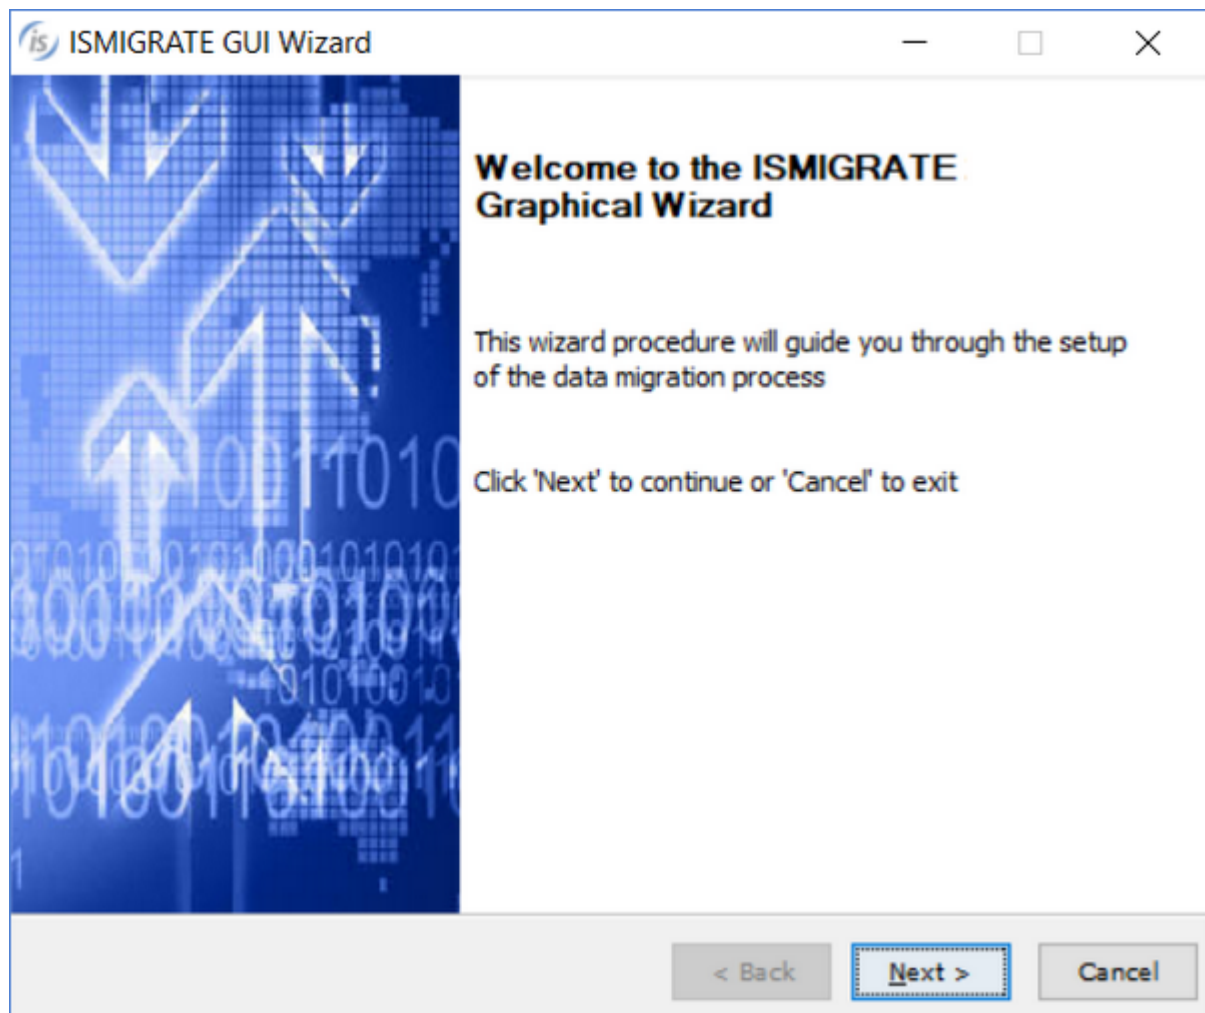 is ISMIGRATE GUI Wizard
Welcome to the ISMIGRATE
Graphical Wizard
This wizard procedure will guide you through the setup
of the data migration process
Click 'Next' to continue or 'Cancel' to exit
0011010
< Back Next > Cancel